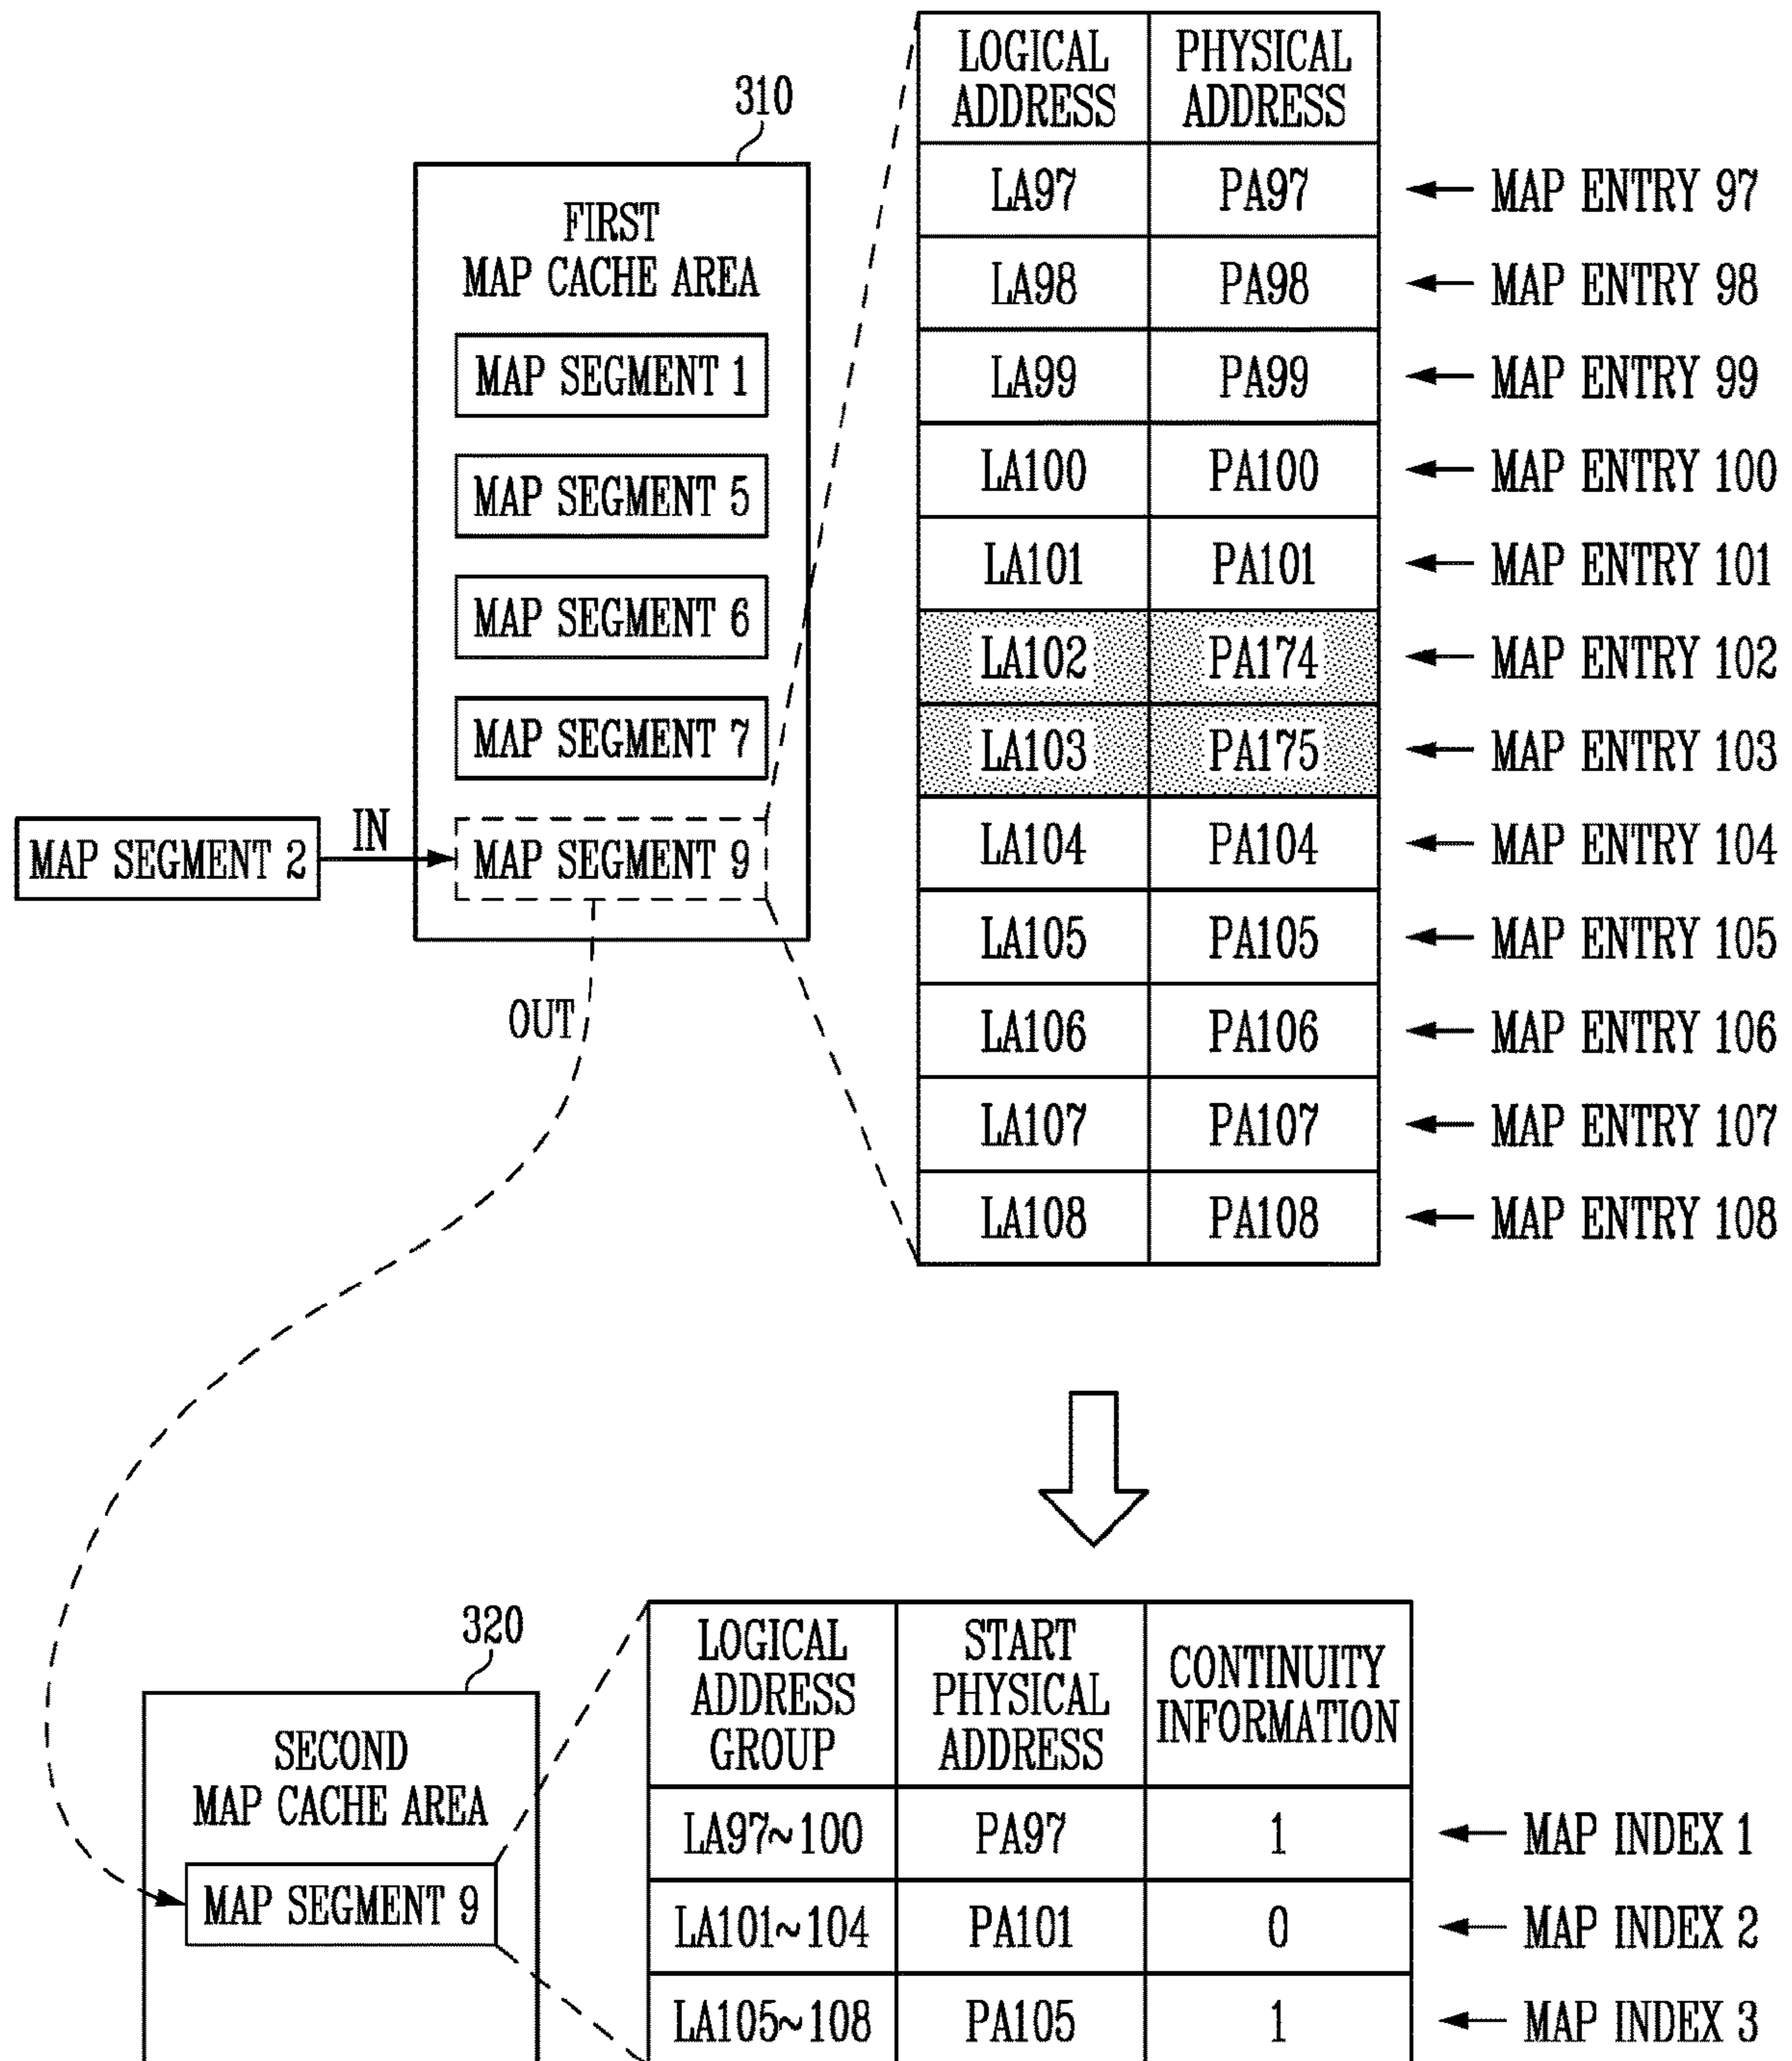 310
FIRST
MAP CACHE AREA
MAP SEGMENT 1
MAP SEGMENT 5
MAP SEGMENT 6
MAP SEGMENT 7
MAP SEGMENT 2
IN
MAP SEGMENT 9
OUT
LOGICAL ADDRESS PHYSICAL ADDRESS
LA97 PA97 MAP ENTRY 97
LA98 PA98 MAP ENTRY 98
LA99 PA99 MAP ENTRY 99
LA100 PA100 MAP ENTRY 100
LA101 PA101 MAP ENTRY 101
LA102 PA174 MAP ENTRY 102
LA103 PA175 MAP ENTRY 103
LA104 PA104 MAP ENTRY 104
LA105 PA105 MAP ENTRY 105
LA106 PA106 MAP ENTRY 106
LA107 PA107 MAP ENTRY 107
LA108 PA108 MAP ENTRY 108
320
SECOND
MAP CACHE AREA
MAP SEGMENT 9
LOGICAL ADDRESS GROUP START PHYSICAL ADDRESS CONTINUITY INFORMATION
LA97~100 PA97 1 MAP INDEX 1
LA101~104 PA101 0 MAP INDEX 2
LA105~108 PA105 1 MAP INDEX 3